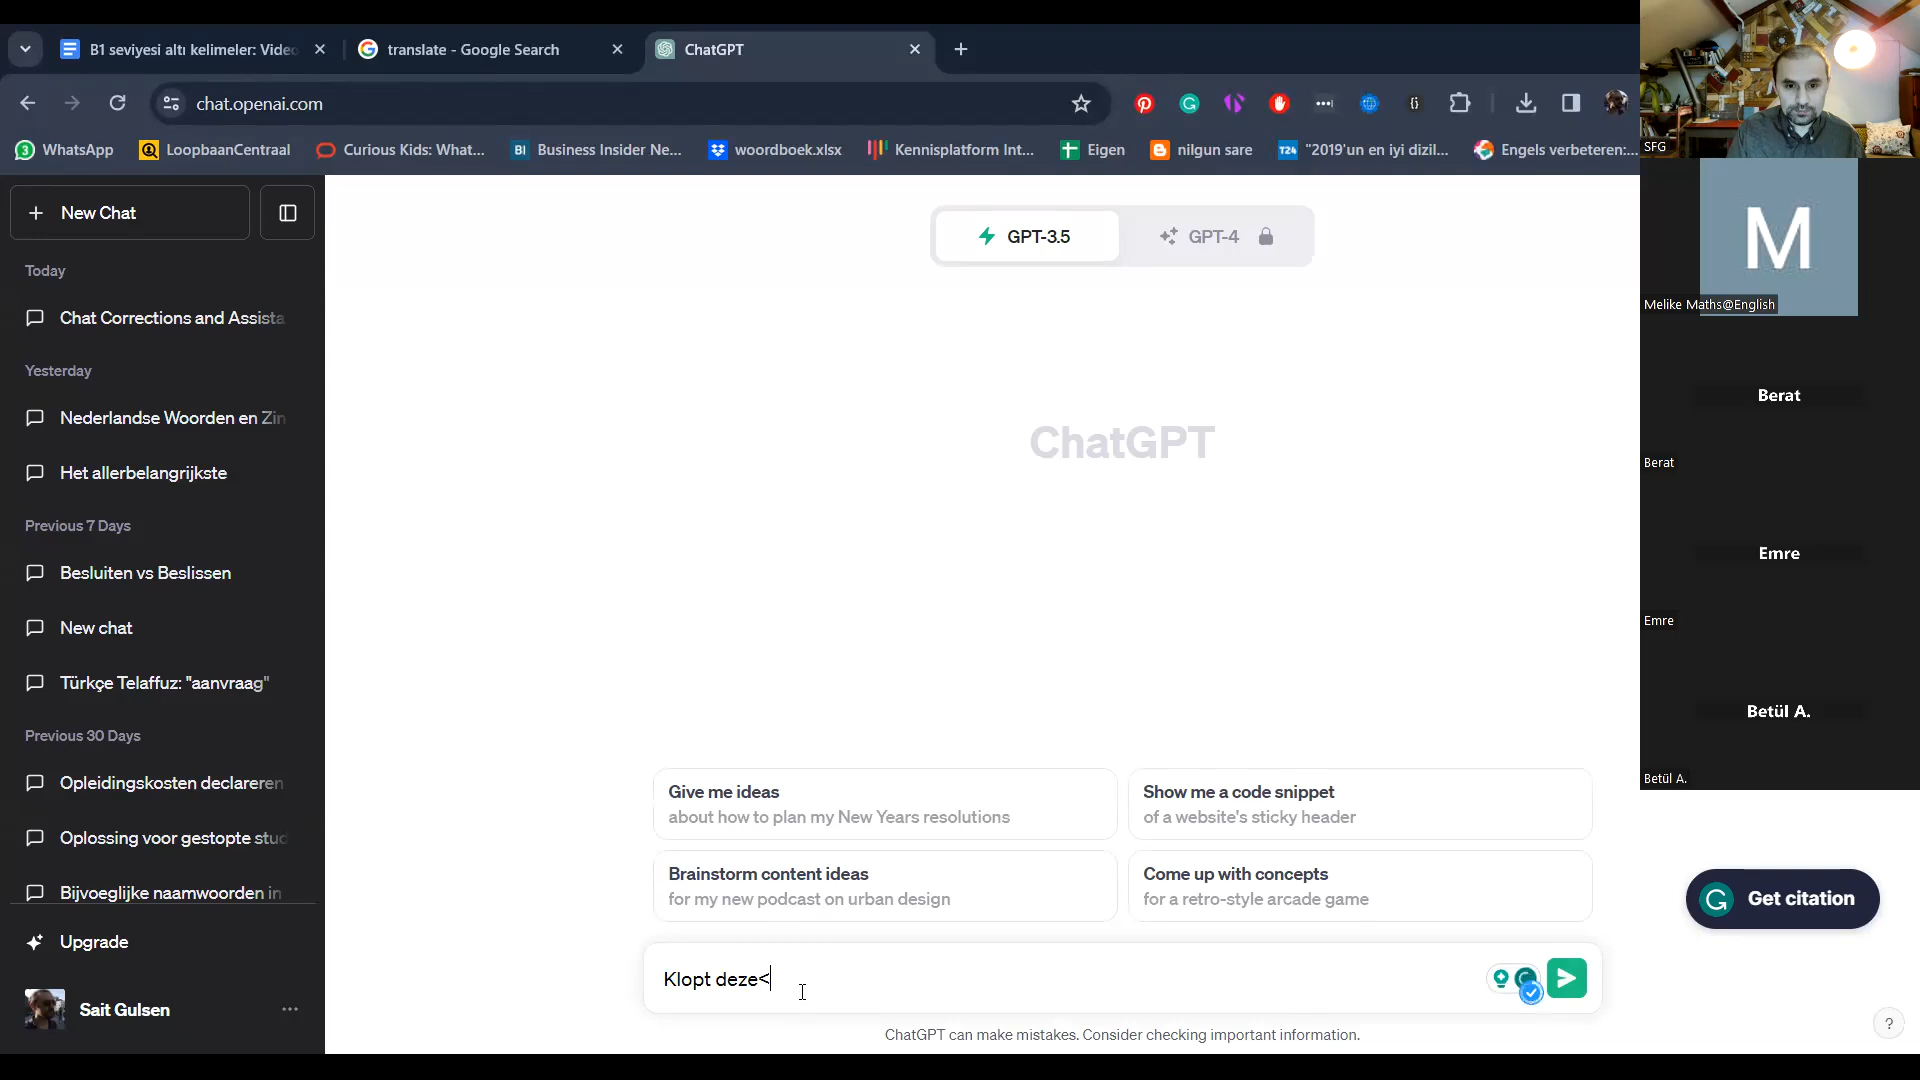 B1 seviyesi altı kelimeler: Video
translate - Google Search
ChatGPT
chat.openai.com
3
WhatsApp
LoopbaanCentraal
Curious Kids: What...
BI
Business Insider Ne...
woordboek.xlsx
Kennisplatform Int...
Eigen
nilgun sare
T24
"2019'un en iyi dizil...
Engels verbeteren:...
New Chat
Today
Chat Corrections and Assista
Yesterday
Nederlandse Woorden en Zin
Het allerbelangrijkste
Previous 7 Days
Besluiten vs Beslissen
New chat
Türkçe Telaffuz: "aanvraag"
Previous 30 Days
Opleidingskosten declareren
Oplossing voor gestopte stud
Bijvoeglijke naamwoorden in
Upgrade
Sait Gulsen
GPT-3.5
GPT-4
ChatGPT
Give me ideas
about how to plan my New Years resolutions
Show me a code snippet
of a website's sticky header
Brainstorm content ideas
for my new podcast on urban design
Come up with concepts
for a retro-style arcade game
Klopt deze<
ChatGPT can make mistakes. Consider checking important information.
?
Get citation
SFG
M
Melike Maths@English
Berat
Berat
Emre
Emre
Betül A.
Betül A.